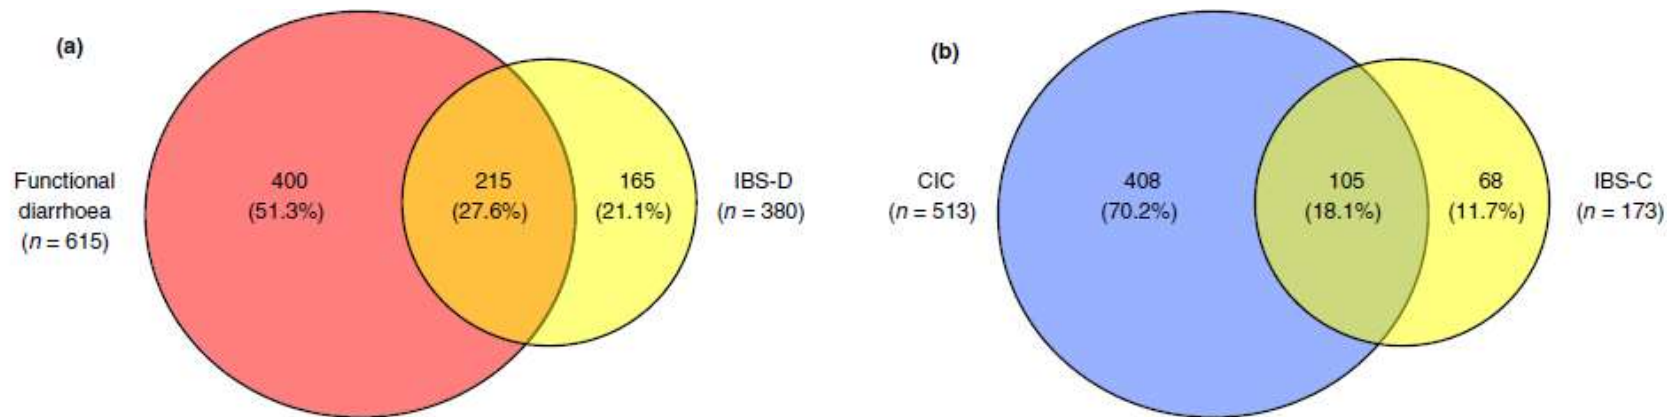 (a)
Functional
diarrhoea
(n = 615)
400
(51.3%)
215
(27.6%)
165
(21.1%)
IBS-D
(n = 380)
(b)
CIC
(n = 513)
408
(70.2%)
105
(18.1%)
68
(11.7%)
IBS-C
(n = 173)